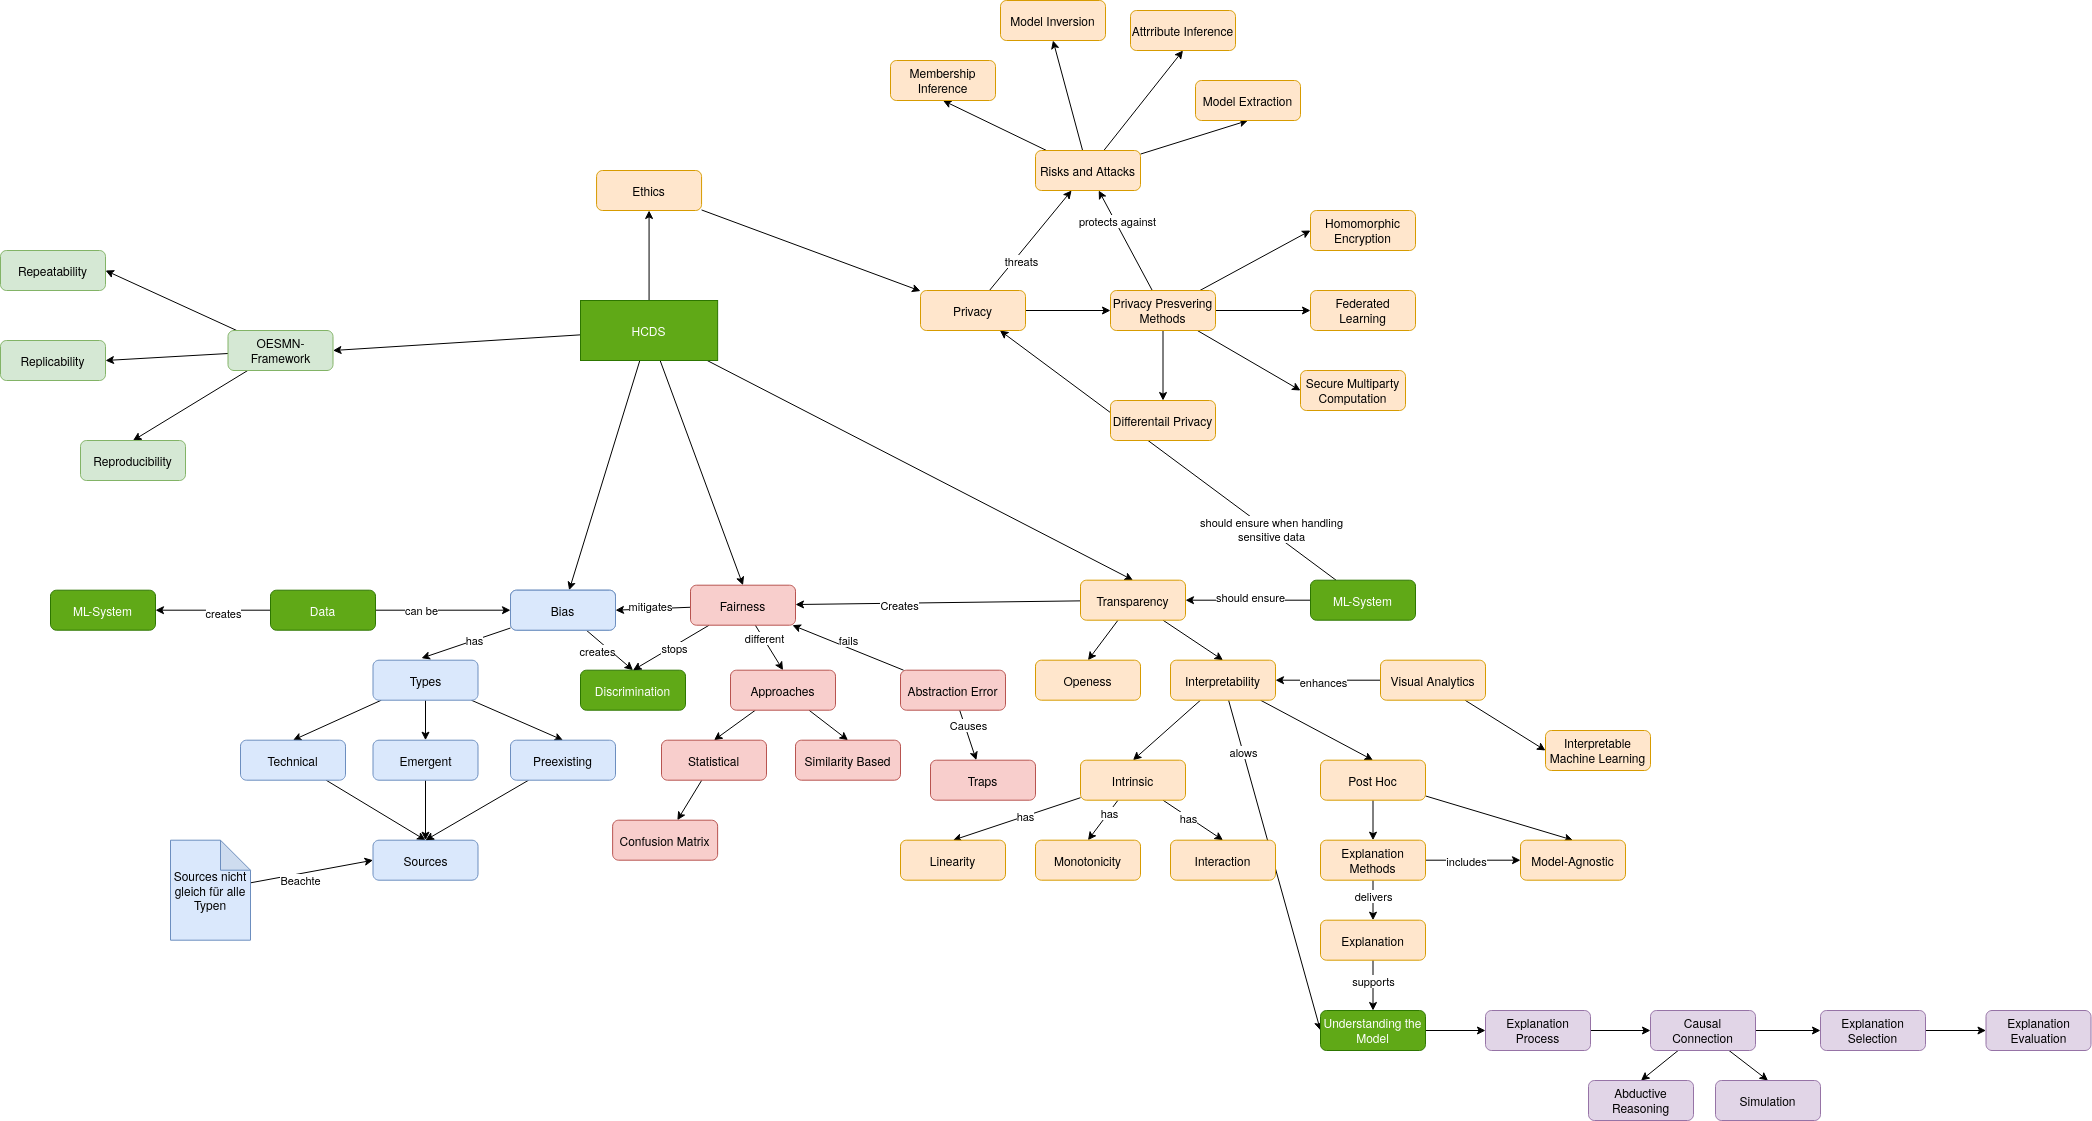 Model Inversion
Attrribute Inference
Membership
Inference
Model Extraction
Risks and Attacks
Ethics
protects against
Homomorphic
Encryption
threats
Repeatability
Privacy
Privacy Presvering
Methods
Federated
Learning
HCDS
OESMN-
Framework
Replicability
Secure Multiparty
Computation
Differentail Privacy
Reproducibility
should ensure when handling
sensitive data
ML-System
creates
Data
can be
Bias
mitigates
Fairness
Creates
Transparency
should ensure
ML-System
has
creates
stops
different
fails
Types
Discrimination
Approaches
Abstraction Error
Openess
Interpretability
enhances
Visual Analytics
Causes
Technical
Emergent
Preexisting
Statistical
Similarity Based
Traps
Intrinsic
alows
Post Hoc
Interpretable
Machine Learning
has
has
has
Confusion Matrix
Sources nicht
gleich für alle
Typen
Beachte
Sources
Linearity
Monotonicity
Interaction
Explanation
Methods
includes
Model-Agnostic
delivers
Explanation
supports
Understanding the
Model
Explanation
Process
Causal
Connection
Explanation
Selection
Explanation
Evaluation
Abductive
Reasoning
Simulation